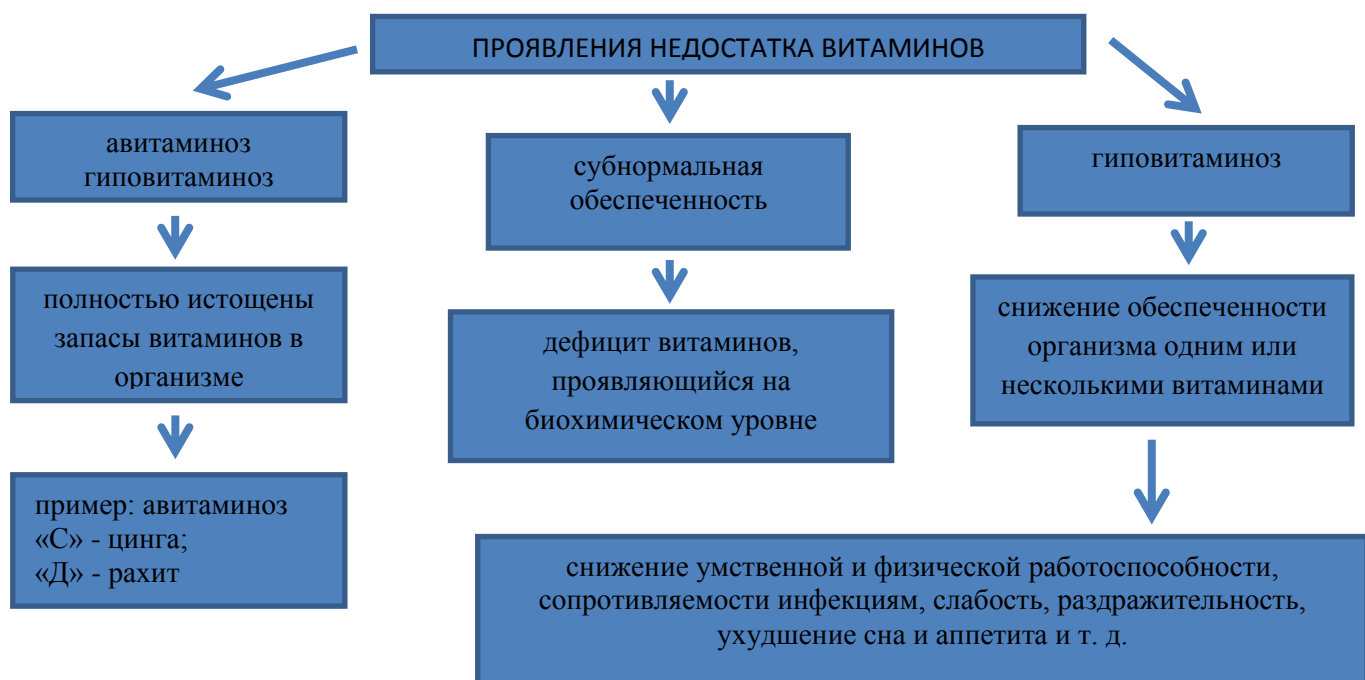 ПРОЯВЛЕНИЯ НЕДОСТАТКА ВИТАМИНОВ
авитаминоз
гиповитаминоз
полностью истощены
запасы витаминов в
организме
пример: авитаминоз
«С» - цинга;
«Д» - рахит
субнормальная
обеспеченность
дефицит витаминов,
проявляющийся на
биохимическом уровне
гиповитаминоз
снижение обеспеченности
организма одним или
несколькими витаминами
снижение умственной и физической работоспособности,
сопротивляемости инфекциям, слабость, раздражительность,
ухудшение сна и аппетита и т. д.